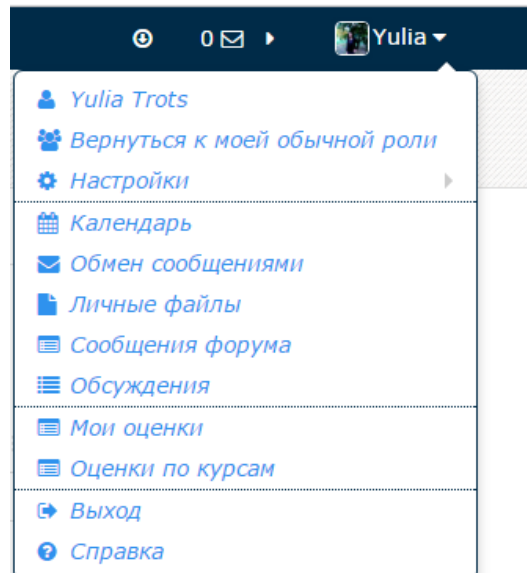 0 Yulia
Yulia Trots
Вернуться к моей обычной роли
Настройки
Календарь
Обмен сообщениями
Личные файлы
Сообщения форума
Обсуждения
Мои оценки
Оценки по курсам
Выход
Справка